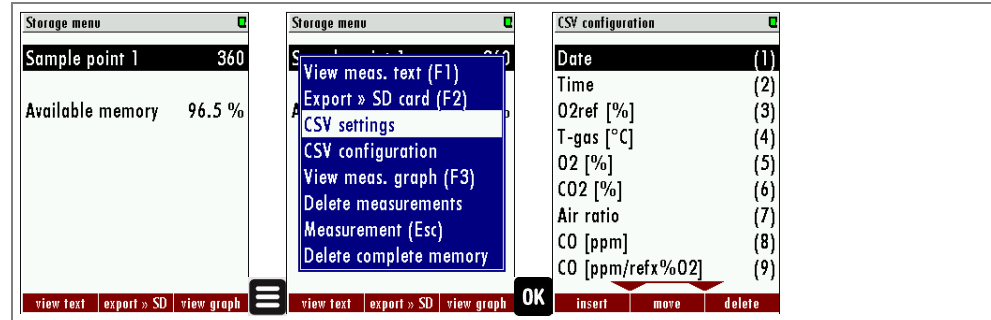 Storage menu
Sample point 1 360
Available memory 96.5 %
view text export » SD view graph
Storage menu
View meas. text (F1)
Export » SD card (F2)
CSV settings
CSV configuration
View meas. graph (F3)
Delete measurements
Measurement (Esc)
Delete complete memory
view text export » SD view graph
OK
CSV configuration
Date (1)
Time (2)
O2ref [%] (3)
T-gas [°C] (4)
O2 [%] (5)
CO2 [%] (6)
Air ratio (7)
CO [ppm] (8)
CO [ppm/refx%O2] (9)
insert move delete